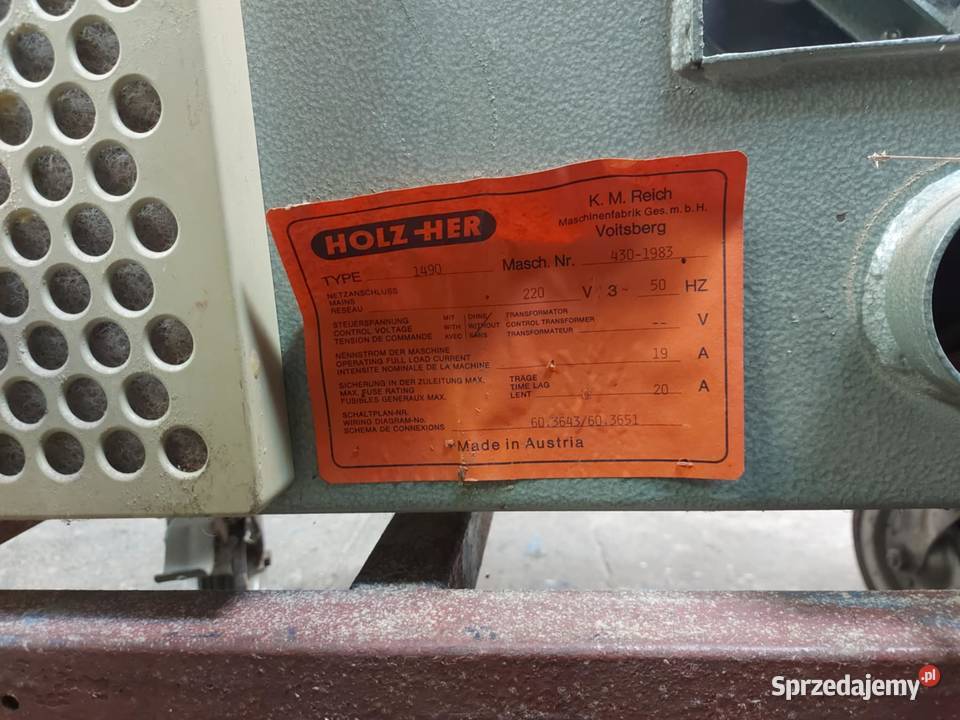 HOLZ-HER
K. M. Reich
Maschinenfabrik Ges. m. b. H.
Voitsberg
TYPE 1490 Masch. Nr. 430-1983
NETZANSCHLUSS
MAINS
RESEAU 220 V 3~ 50 HZ
STEUERSPANNUNG MIT OHNE TRANSFORMATOR
CONTROL VOLTAGE WITH WITHOUT CONTROL TRANSFORMER -- V
TENSION DE COMMANDE AVEC SANS TRANSFORMATEUR
NENNSTROM DER MASCHINE
OPERATING FULL LOAD CURRENT 19 A
INTENSITE NOMINALE DE LA MACHINE
SICHERUNG IN DER ZULEITUNG MAX. TRÄGE
MAX. FUSE RATING TIME LAG 20 A
FUSIBLES GENERAUX MAX. LENT
SCHALTPLAN-NR.
WIRING DIAGRAM-No. 60.3643/60.3651
SCHEMA DE CONNEXIONS
Made in Austria
Sprzedajemy.pl